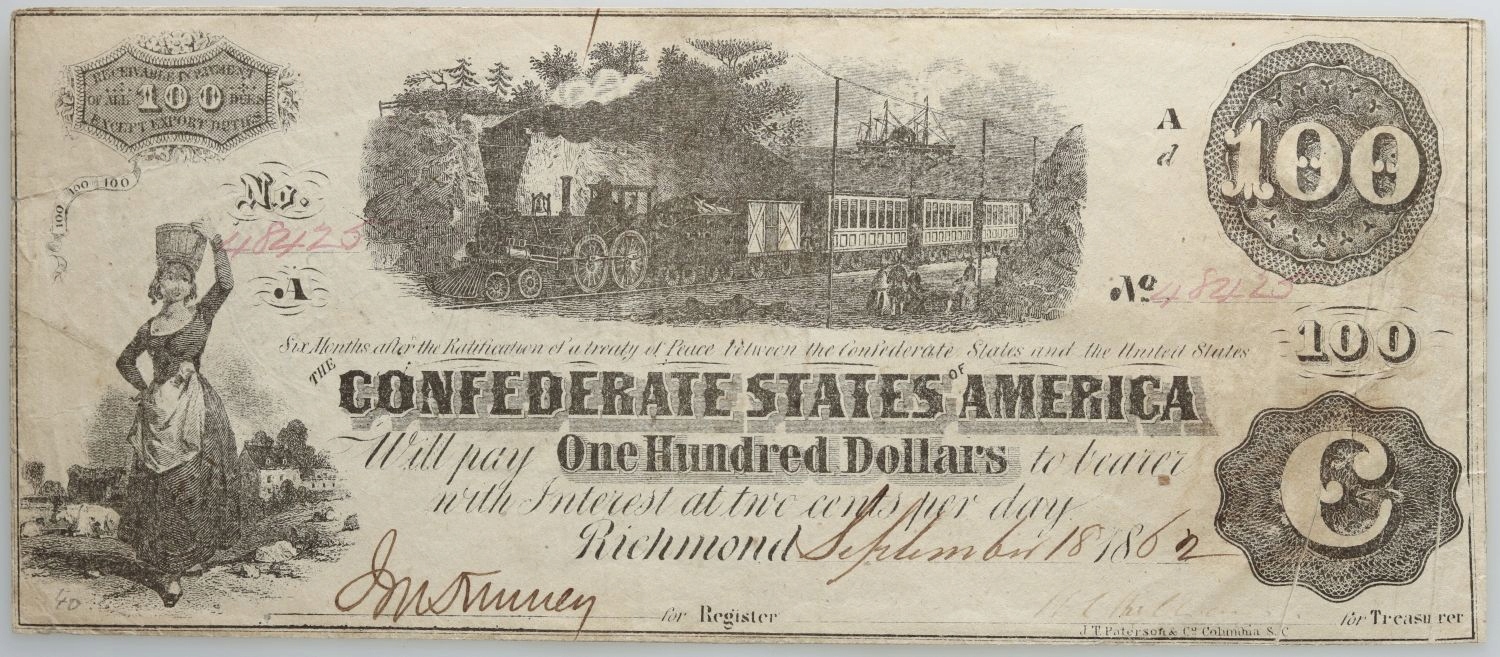 RECEIVABLE IN PAYMENT
OF ALL 100 DUES
EXCEPT EXPORT DUTIES
100 100 100
No.
48425
A
A
d
100
No 48425
100
Six Months after the Ratification of a treaty of Peace between the Confederate States and the United States
THE CONFEDERATE STATES OF AMERICA
Will pay One Hundred Dollars to bearer
with Interest at two cents per day
Richmond September 18 1862
C
for Register
for Treasurer
J.T. Paterson & Co Columbia S.C
40